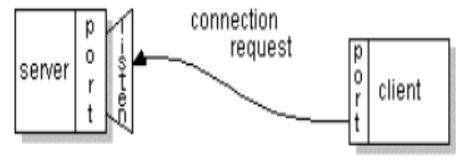 server
port
listen
connection
request
port
client